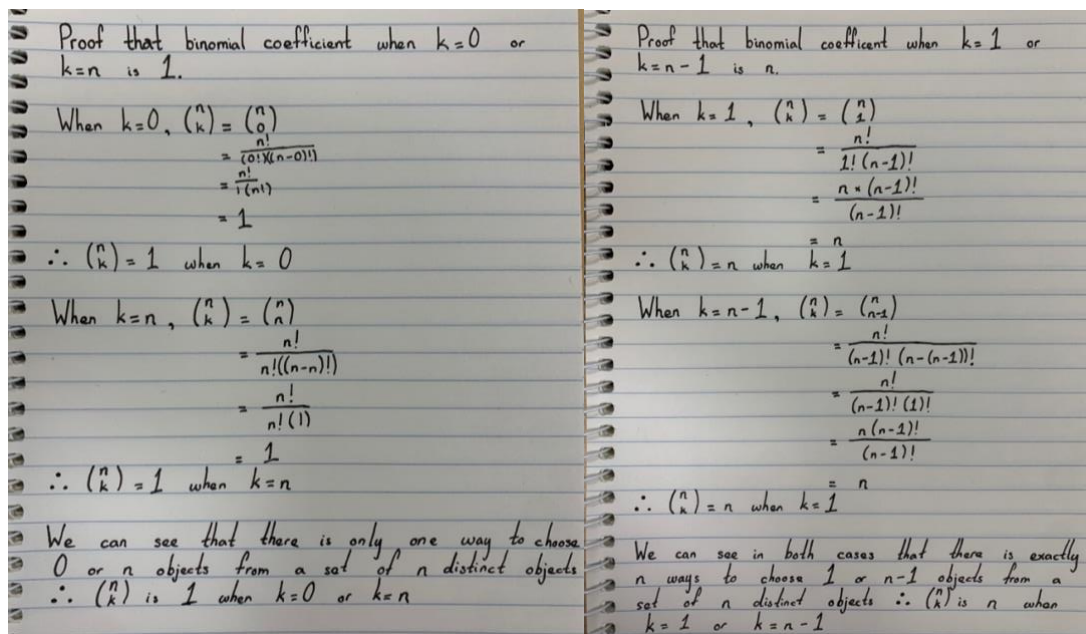 Proof that binomial coefficient when k=0 or
k=n is 1.
When k=0, (n k) = (n 0)
= n! / (0!)((n-0)!)
= n! / 1(n!)
= 1
∴ (n k) = 1 when k= 0
When k=n, (n k) = (n n)
= n! / n!((n-n)!)
= n! / n!(1)
= 1
∴ (n k) = 1 when k=n
We can see that there is only one way to choose
0 or n objects from a set of n distinct objects
∴ (n k) is 1 when k=0 or k=n
Proof that binomial coefficent when k=1 or
k=n-1 is n.
When k=1, (n k) = (n 1)
= n! / 1!(n-1)!
= n × (n-1)! / (n-1)!
= n
∴ (n k) = n when k=1
When k=n-1, (n k) = (n n-1)
= n! / (n-1)! (n-(n-1))!
= n! / (n-1)! (1)!
= n(n-1)! / (n-1)!
= n
∴ (n k) = n when k=1
We can see in both cases that there is exactly
n ways to choose 1 or n-1 objects from a
set of n distinct objects ∴ (n k) is n when
k=1 or k=n-1